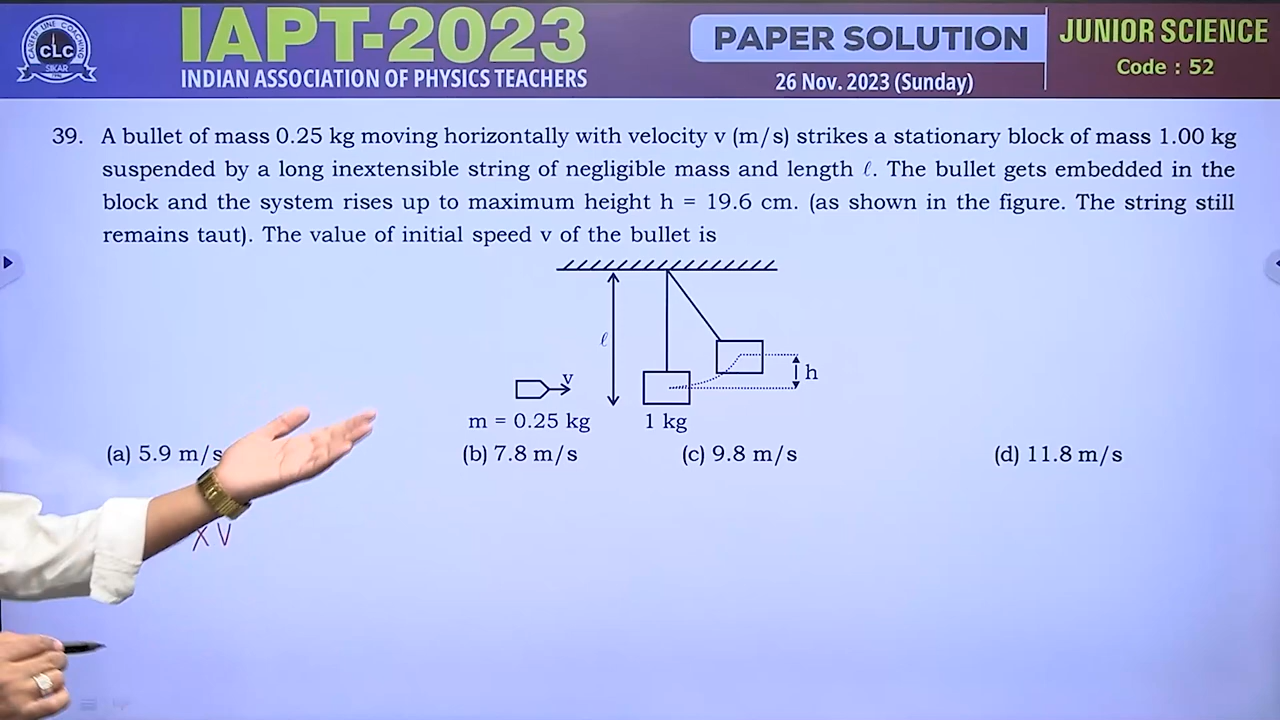 CAREER LINE COACHING
CLC
SIKAR
IAPT-2023
INDIAN ASSOCIATION OF PHYSICS TEACHERS
PAPER SOLUTION
26 Nov. 2023 (Sunday)
JUNIOR SCIENCE
Code : 52
39. A bullet of mass 0.25 kg moving horizontally with velocity v (m/s) strikes a stationary block of mass 1.00 kg
suspended by a long inextensible string of negligible mass and length ℓ. The bullet gets embedded in the
block and the system rises up to maximum height h = 19.6 cm. (as shown in the figure. The string still
remains taut). The value of initial speed v of the bullet is
ℓ
v
h
m = 0.25 kg 1 kg
(a) 5.9 m/s (b) 7.8 m/s (c) 9.8 m/s (d) 11.8 m/s
x v